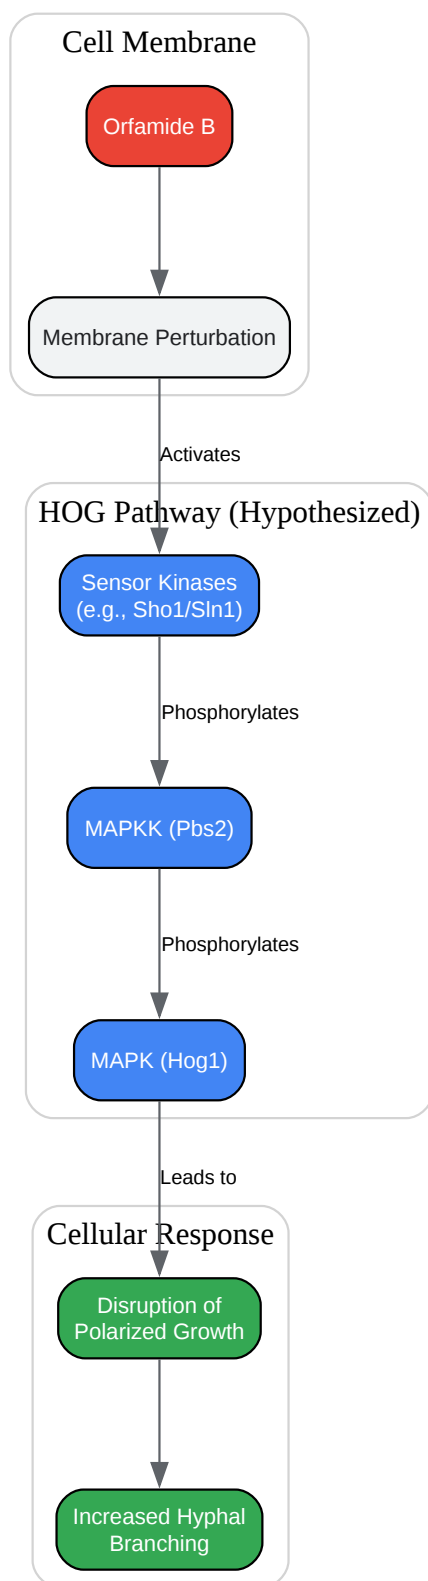 Cell Membrane
Orfamide B
Membrane Perturbation
Activates
HOG Pathway (Hypothesized)
Sensor Kinases
(e.g., Sho1/Sln1)
Phosphorylates
MAPKK (Pbs2)
Phosphorylates
MAPK (Hog1)
Leads to
Cellular Response
Disruption of
Polarized Growth
Increased Hyphal
Branching